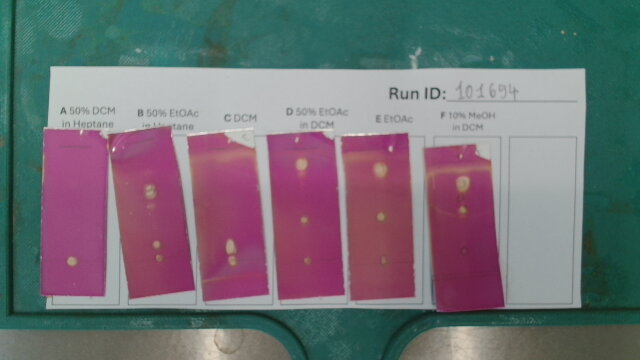 Run ID: 101694
A 50% DCM
in Heptane
B 50% EtOAc
in Heptane
C DCM
D 50% EtOAc
in DCM
E EtOAc
F 10% MeOH
in DCM